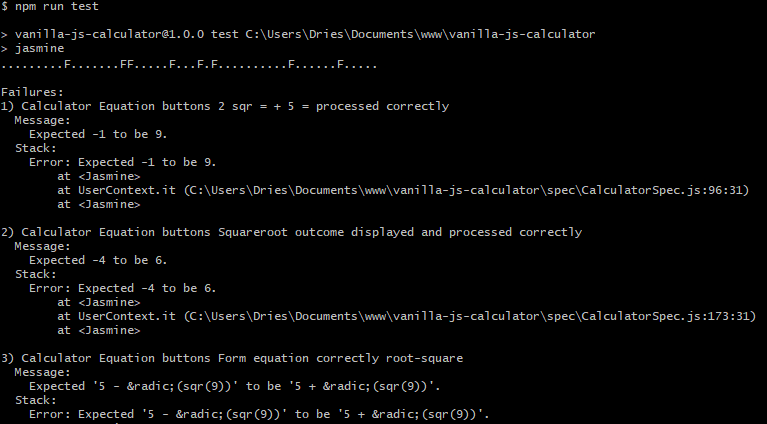 $ npm run test
> vanilla-js-calculator@1.0.0 test C:\Users\Dries\Documents\www\vanilla-js-calculator
> jasmine
.........F.......FF.....F...F.F..........F......F.....
Failures:
1) Calculator Equation buttons 2 sqr = + 5 = processed correctly
Message:
Expected -1 to be 9.
Stack:
Error: Expected -1 to be 9.
at <Jasmine>
at UserContext.it (C:\Users\Dries\Documents\www\vanilla-js-calculator\spec\CalculatorSpec.js:96:31)
at <Jasmine>
2) Calculator Equation buttons Squareroot outcome displayed and processed correctly
Message:
Expected -4 to be 6.
Stack:
Error: Expected -4 to be 6.
at <Jasmine>
at UserContext.it (C:\Users\Dries\Documents\www\vanilla-js-calculator\spec\CalculatorSpec.js:173:31)
at <Jasmine>
3) Calculator Equation buttons Form equation correctly root-square
Message:
Expected '5 - &radic;(sqr(9))' to be '5 + &radic;(sqr(9))'.
Stack:
Error: Expected '5 - &radic;(sqr(9))' to be '5 + &radic;(sqr(9))'.